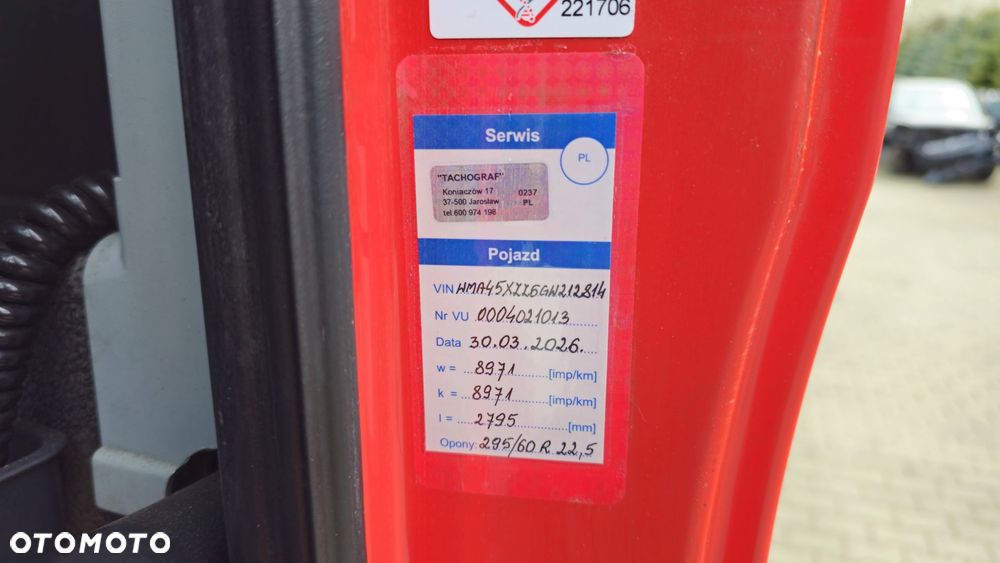 221706
Serwis
PL
"TACHOGRAF"
Koniaczów 17 0237
37-500 Jarosław PL
tel 600 974 198
Pojazd
VIN WMA45XZZ6GW212814
Nr VU 0004021013
Data 30.03.2026.
w = 8971 [imp/km]
k = 8971 [imp/km]
l = 2795 [mm]
Opony: 295/60 R 22,5
OTOMOTO